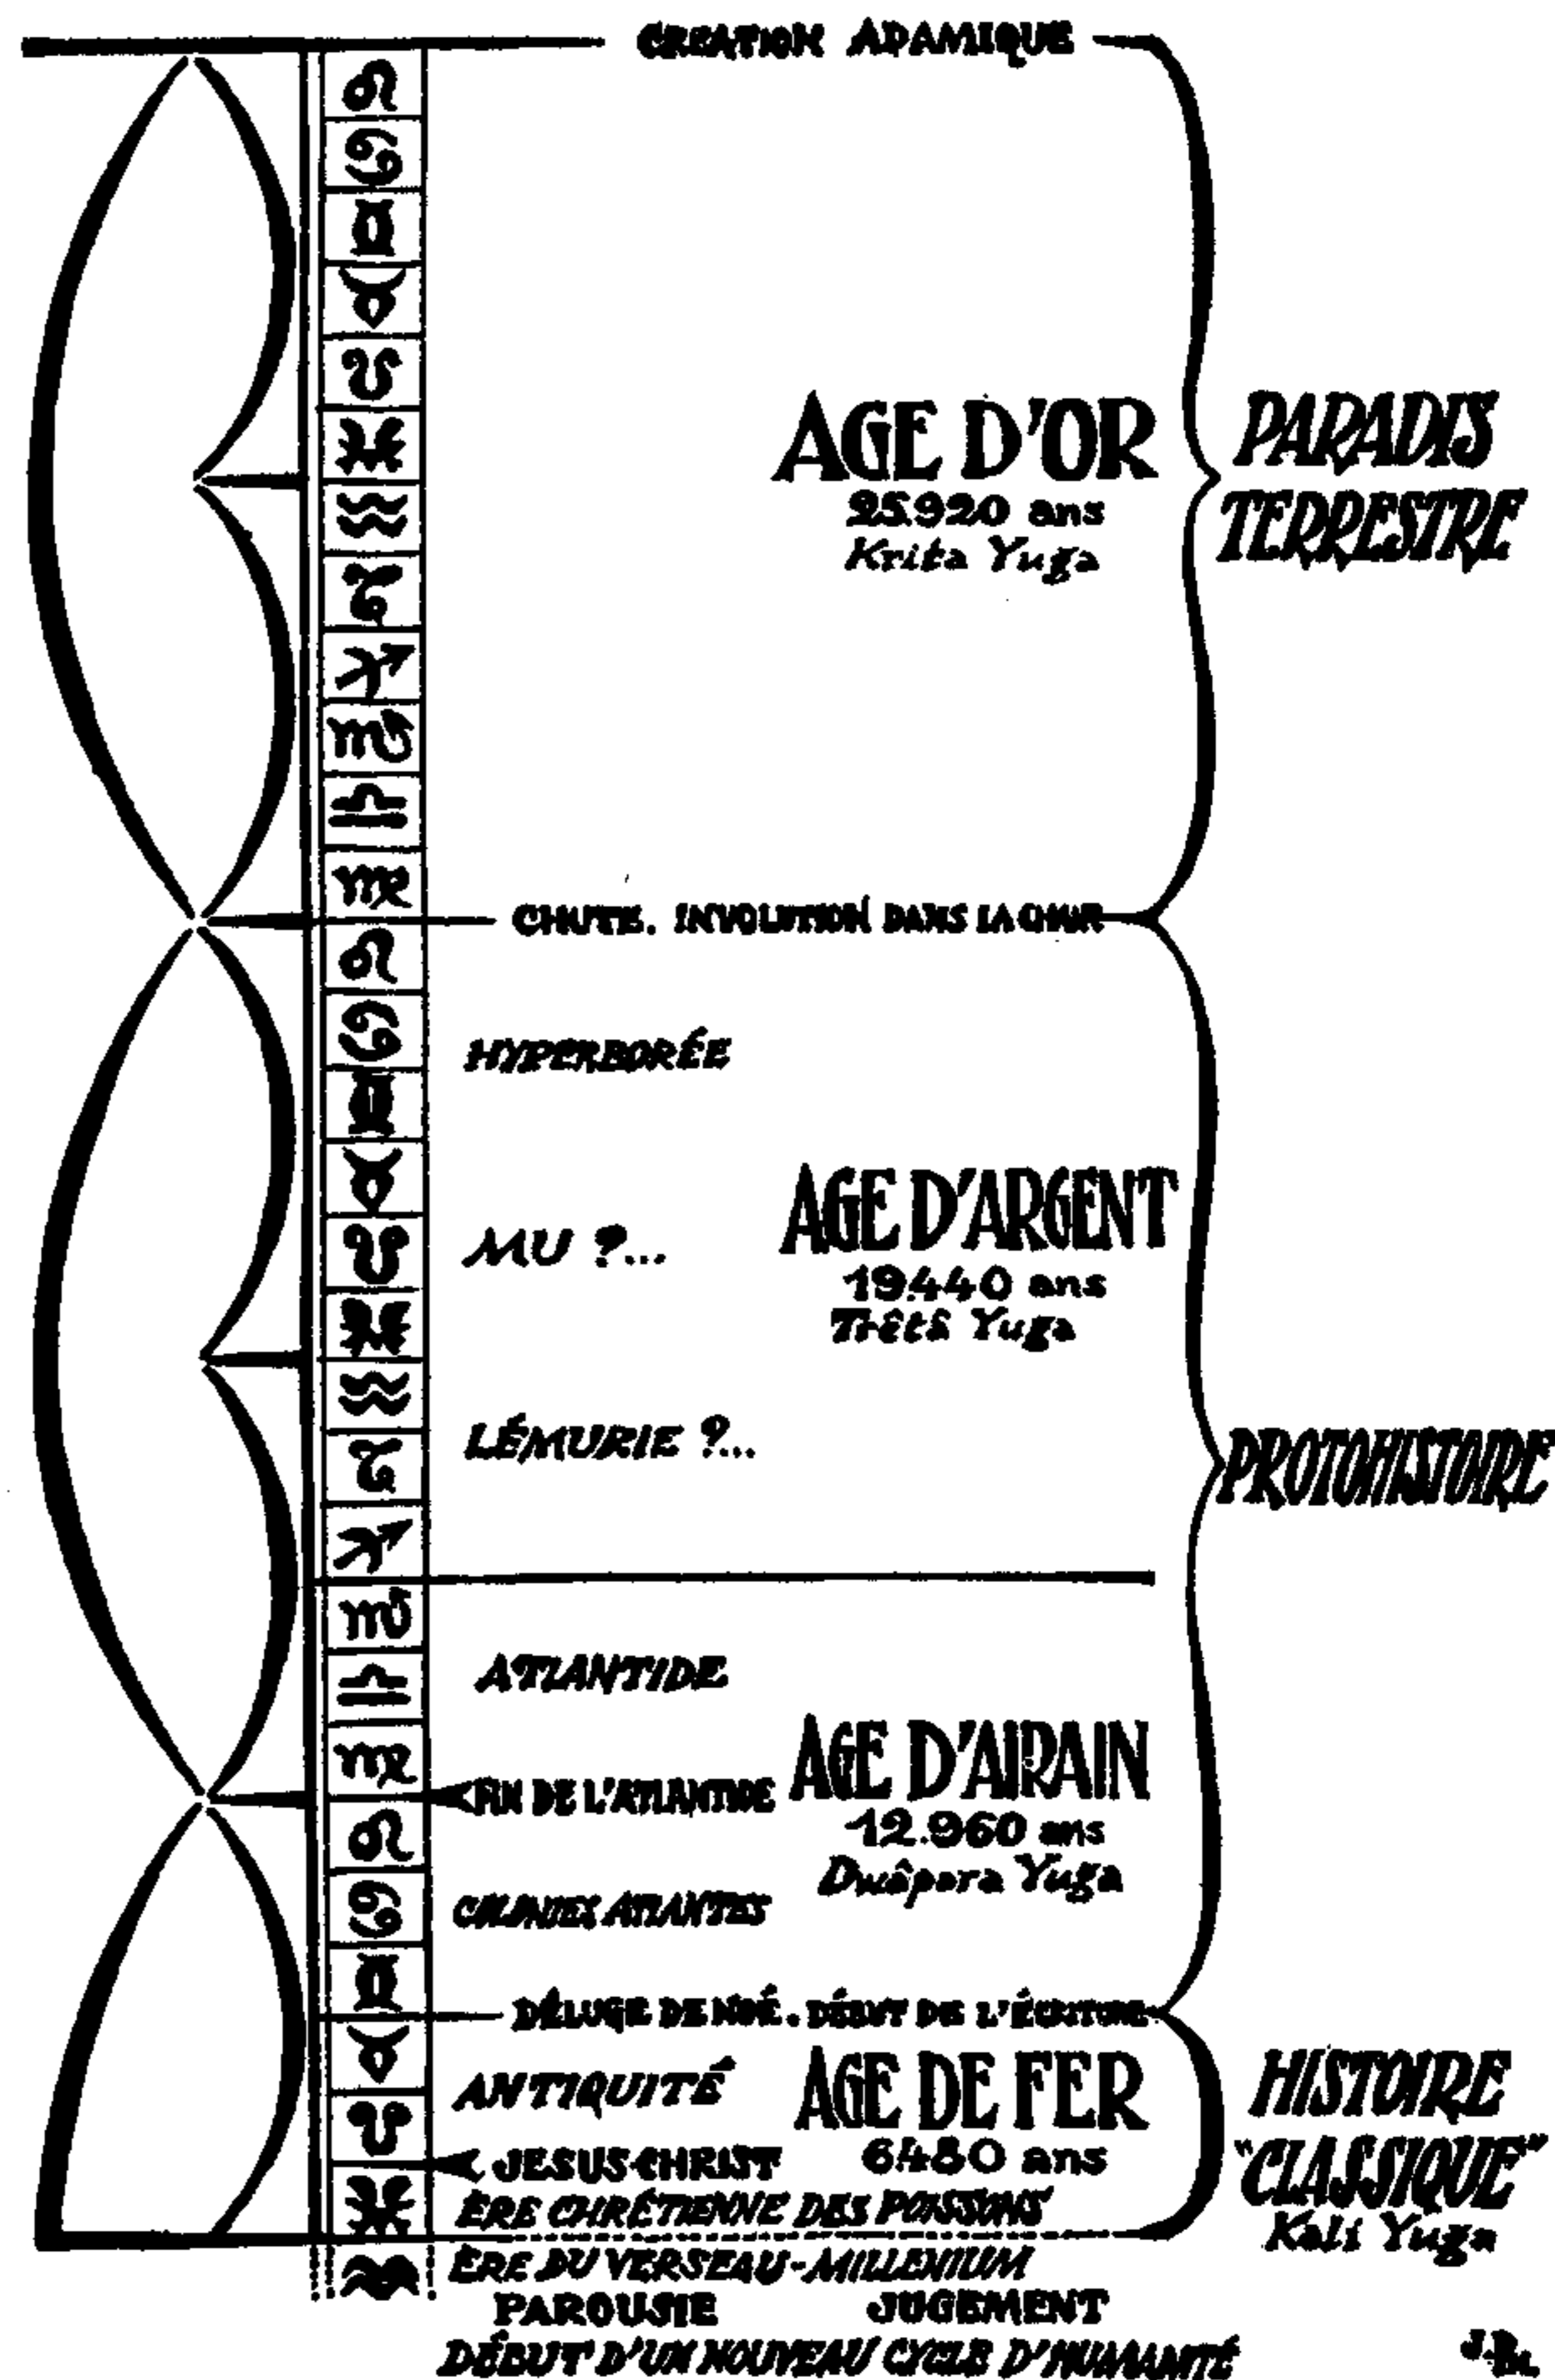 CREATION ADAMIQUE
AGE D'OR
25.920 ans
Krita Yuga
PARADIS
TERRESTRE
CHUTE. INVOLUTION DANS LA CHAIR
HYPERBORÉE
MU ?...
AGE D'ARGENT
19.440 ans
Trêtâ Yuga
LÉMURIE ?...
PROTOHISTOIRE
ATLANTIDE
FIN DE L'ATLANTIDE
AGE D'AIRAIN
12.960 ans
Dwâpara Yuga
COLONIES ATLANTES
DÉLUGE DE NOÉ. DÉBUT DE L'ÉCRITURE.
ANTIQUITÉ
AGE DE FER
6480 ans
JESUS-CHRIST
ÈRE CHRÉTIENNE DES POISSONS
HISTOIRE
"CLASSIQUE"
Kali Yuga
ÈRE DU VERSEAU-MILLENIUM
PAROUSIE JUGEMENT
DÉBUT D'UN NOUVEAU CYCLE D'HUMANITÉ